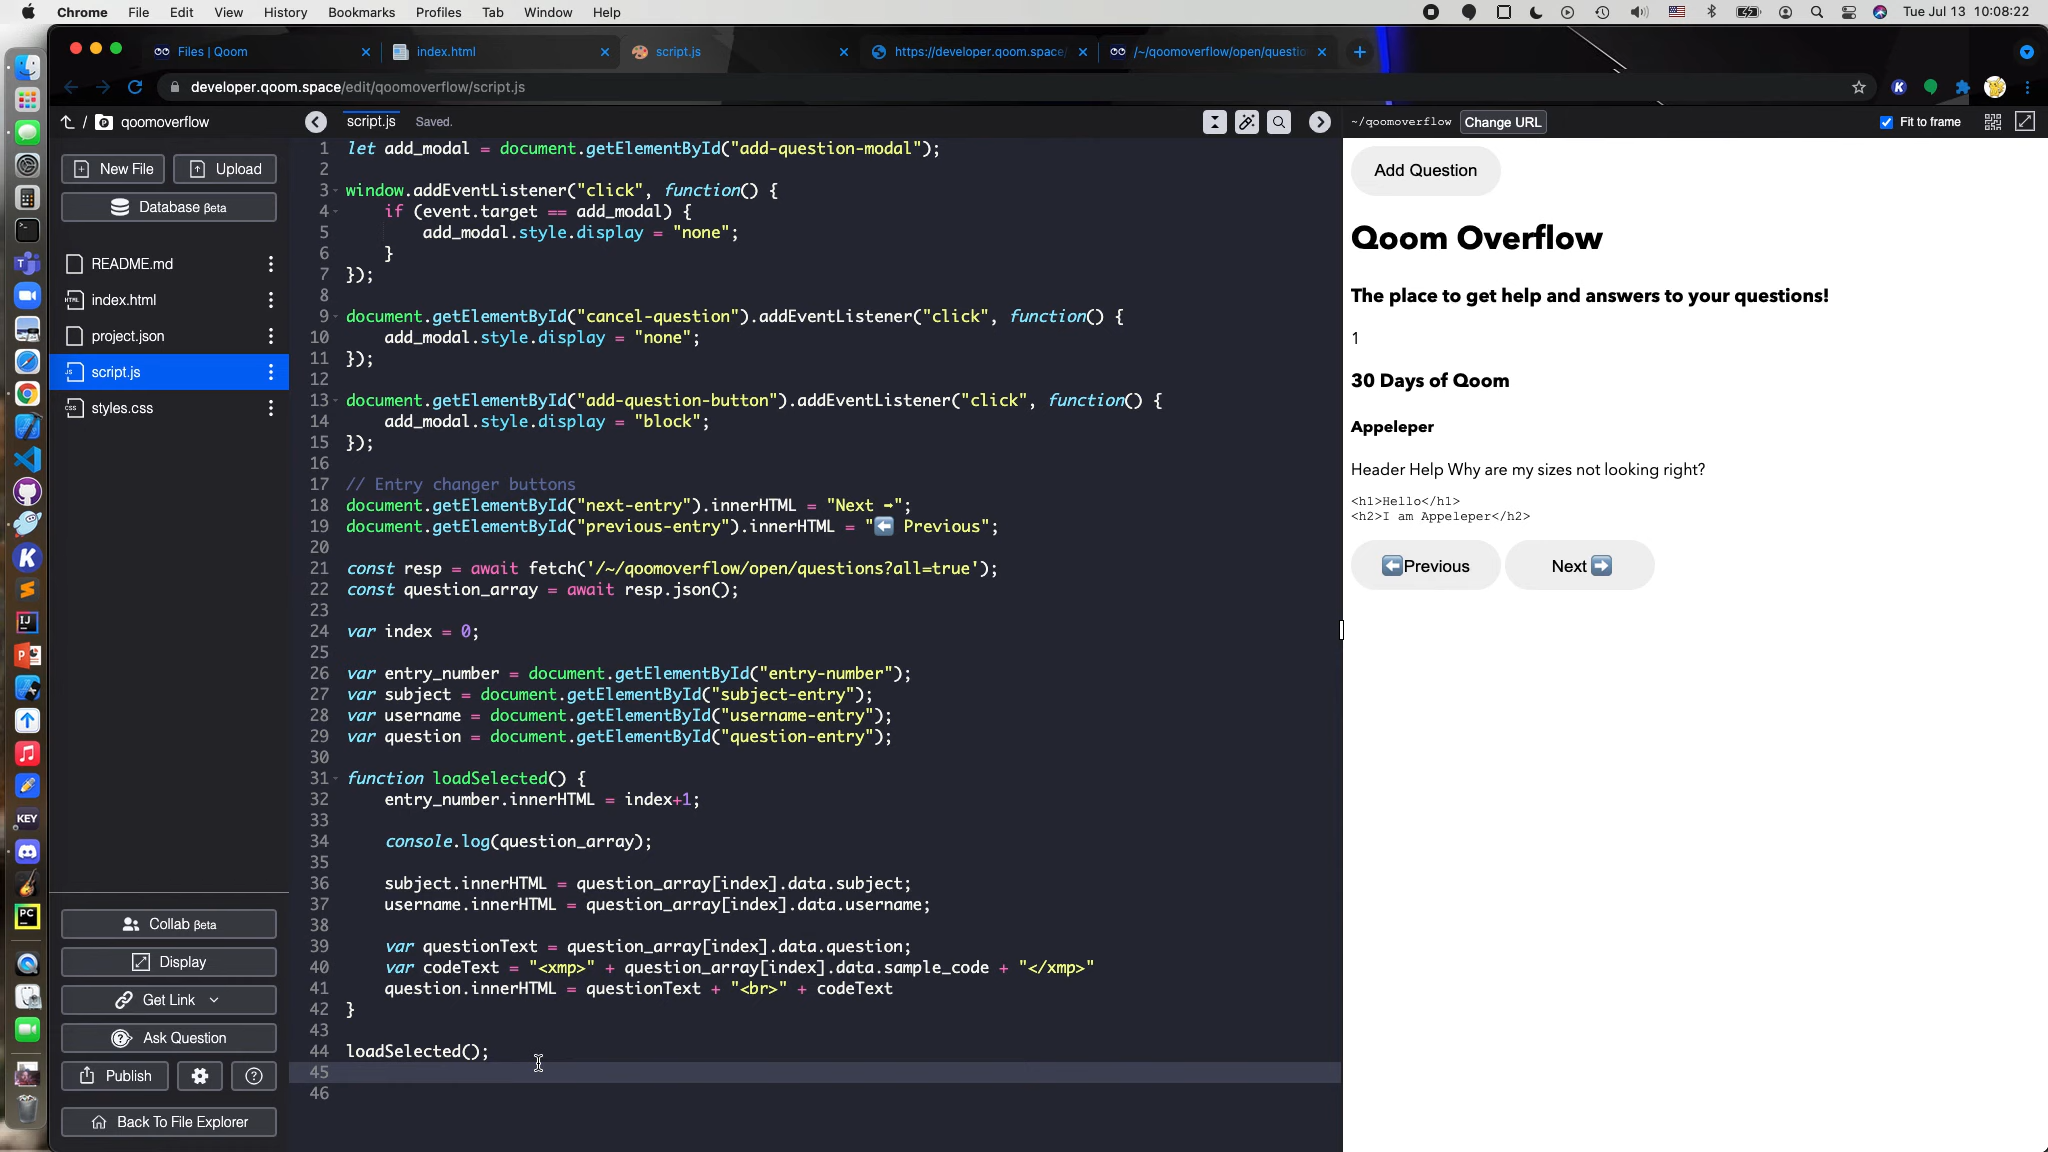 Chrome File Edit View History Bookmarks Profiles Tab Window Help Tue Jul 13 10:08:22
Files | Qoom
index.html
script.js
https://developer.qoom.space/
/~/qoomoverflow/open/questio
developer.qoom.space/edit/qoomoverflow/script.js
/ qoomoverflow
New File Upload
Database Beta
README.md
index.html
project.json
script.js
styles.css
Collab Beta
Display
Get Link
Ask Question
Publish
Back To File Explorer
script.js Saved.
1 let add_modal = document.getElementById("add-question-modal");
2
3 window.addEventListener("click", function() {
4 if (event.target == add_modal) {
5 add_modal.style.display = "none";
6 }
7 });
8
9 document.getElementById("cancel-question").addEventListener("click", function() {
10 add_modal.style.display = "none";
11 });
12
13 document.getElementById("add-question-button").addEventListener("click", function() {
14 add_modal.style.display = "block";
15 });
16
17 // Entry changer buttons
18 document.getElementById("next-entry").innerHTML = "Next ➡";
19 document.getElementById("previous-entry").innerHTML = "⬅️ Previous";
20
21 const resp = await fetch('/~/qoomoverflow/open/questions?all=true');
22 const question_array = await resp.json();
23
24 var index = 0;
25
26 var entry_number = document.getElementById("entry-number");
27 var subject = document.getElementById("subject-entry");
28 var username = document.getElementById("username-entry");
29 var question = document.getElementById("question-entry");
30
31 function loadSelected() {
32 entry_number.innerHTML = index+1;
33
34 console.log(question_array);
35
36 subject.innerHTML = question_array[index].data.subject;
37 username.innerHTML = question_array[index].data.username;
38
39 var questionText = question_array[index].data.question;
40 var codeText = "<xmp>" + question_array[index].data.sample_code + "</xmp>"
41 question.innerHTML = questionText + "<br>" + codeText
42 }
43
44 loadSelected();
45
46
~/qoomoverflow Change URL Fit to frame
Add Question
Qoom Overflow
The place to get help and answers to your questions!
1
30 Days of Qoom
Appeleper
Header Help Why are my sizes not looking right?
<h1>Hello</h1>
<h2>I am Appeleper</h2>
⬅️Previous Next➡️
KEY
PC
IJ